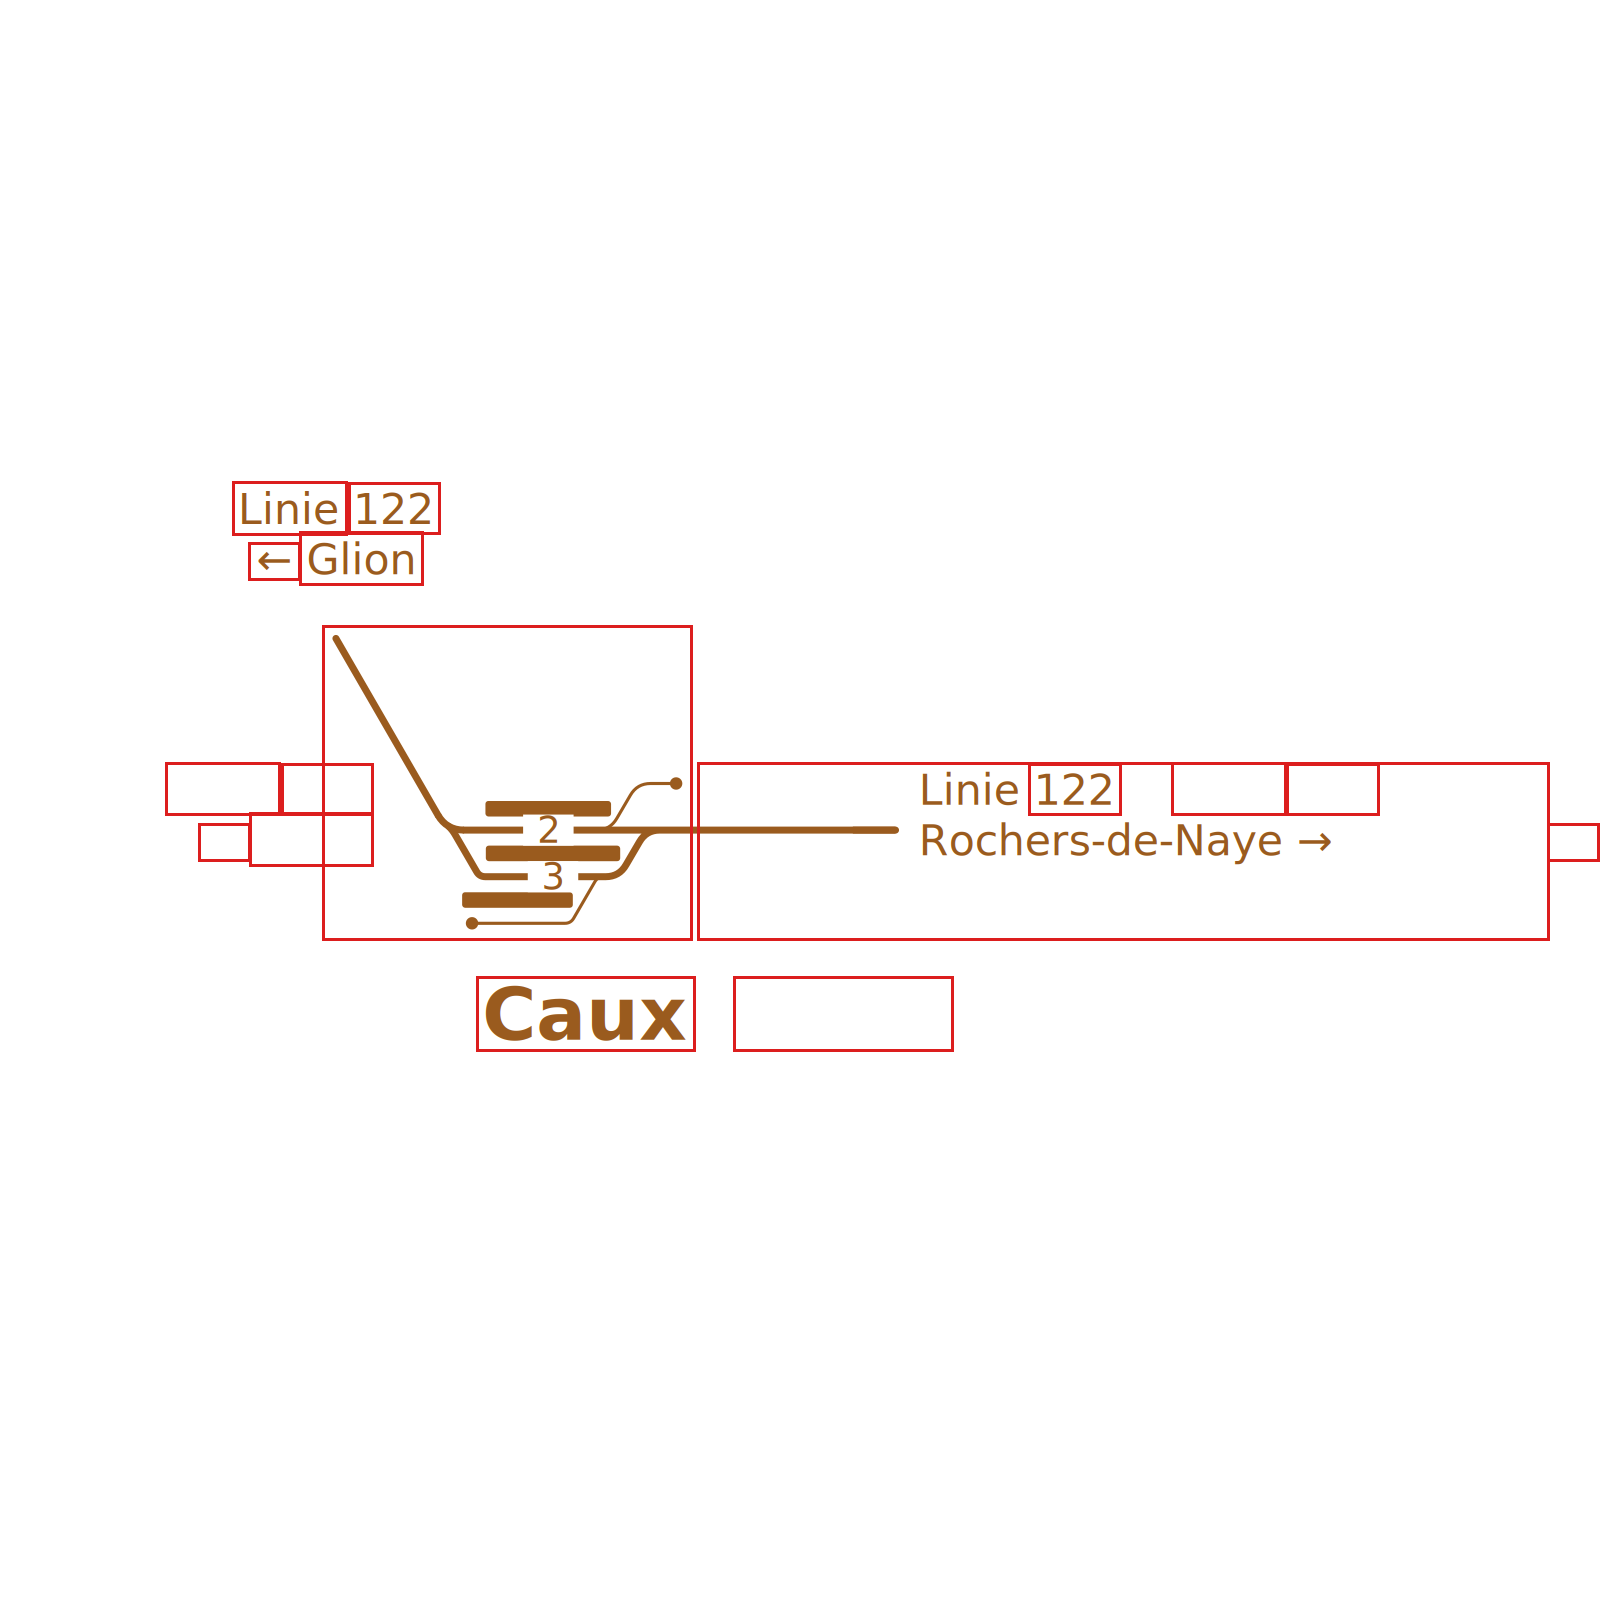 Linie 122
← Glion
Linie 122
Rochers-de-Naye →
2
3
Caux